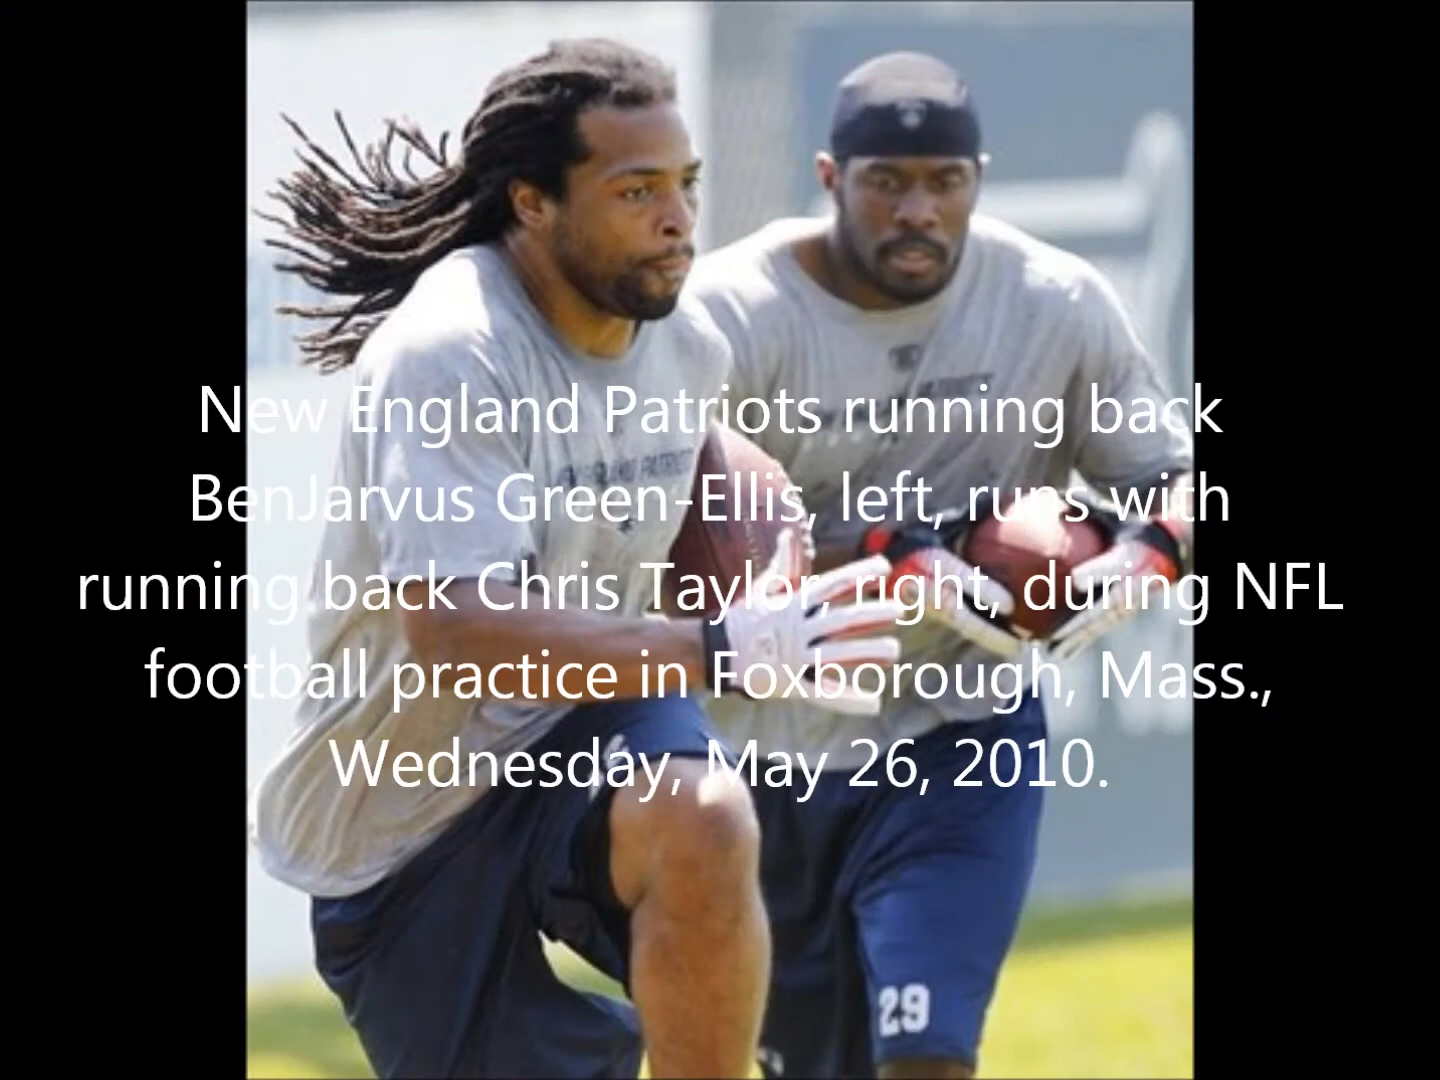 New England Patriots running back
BenJarvus Green-Ellis, left, runs with
running back Chris Taylor, right, during NFL
football practice in Foxborough, Mass.,
Wednesday, May 26, 2010.
29